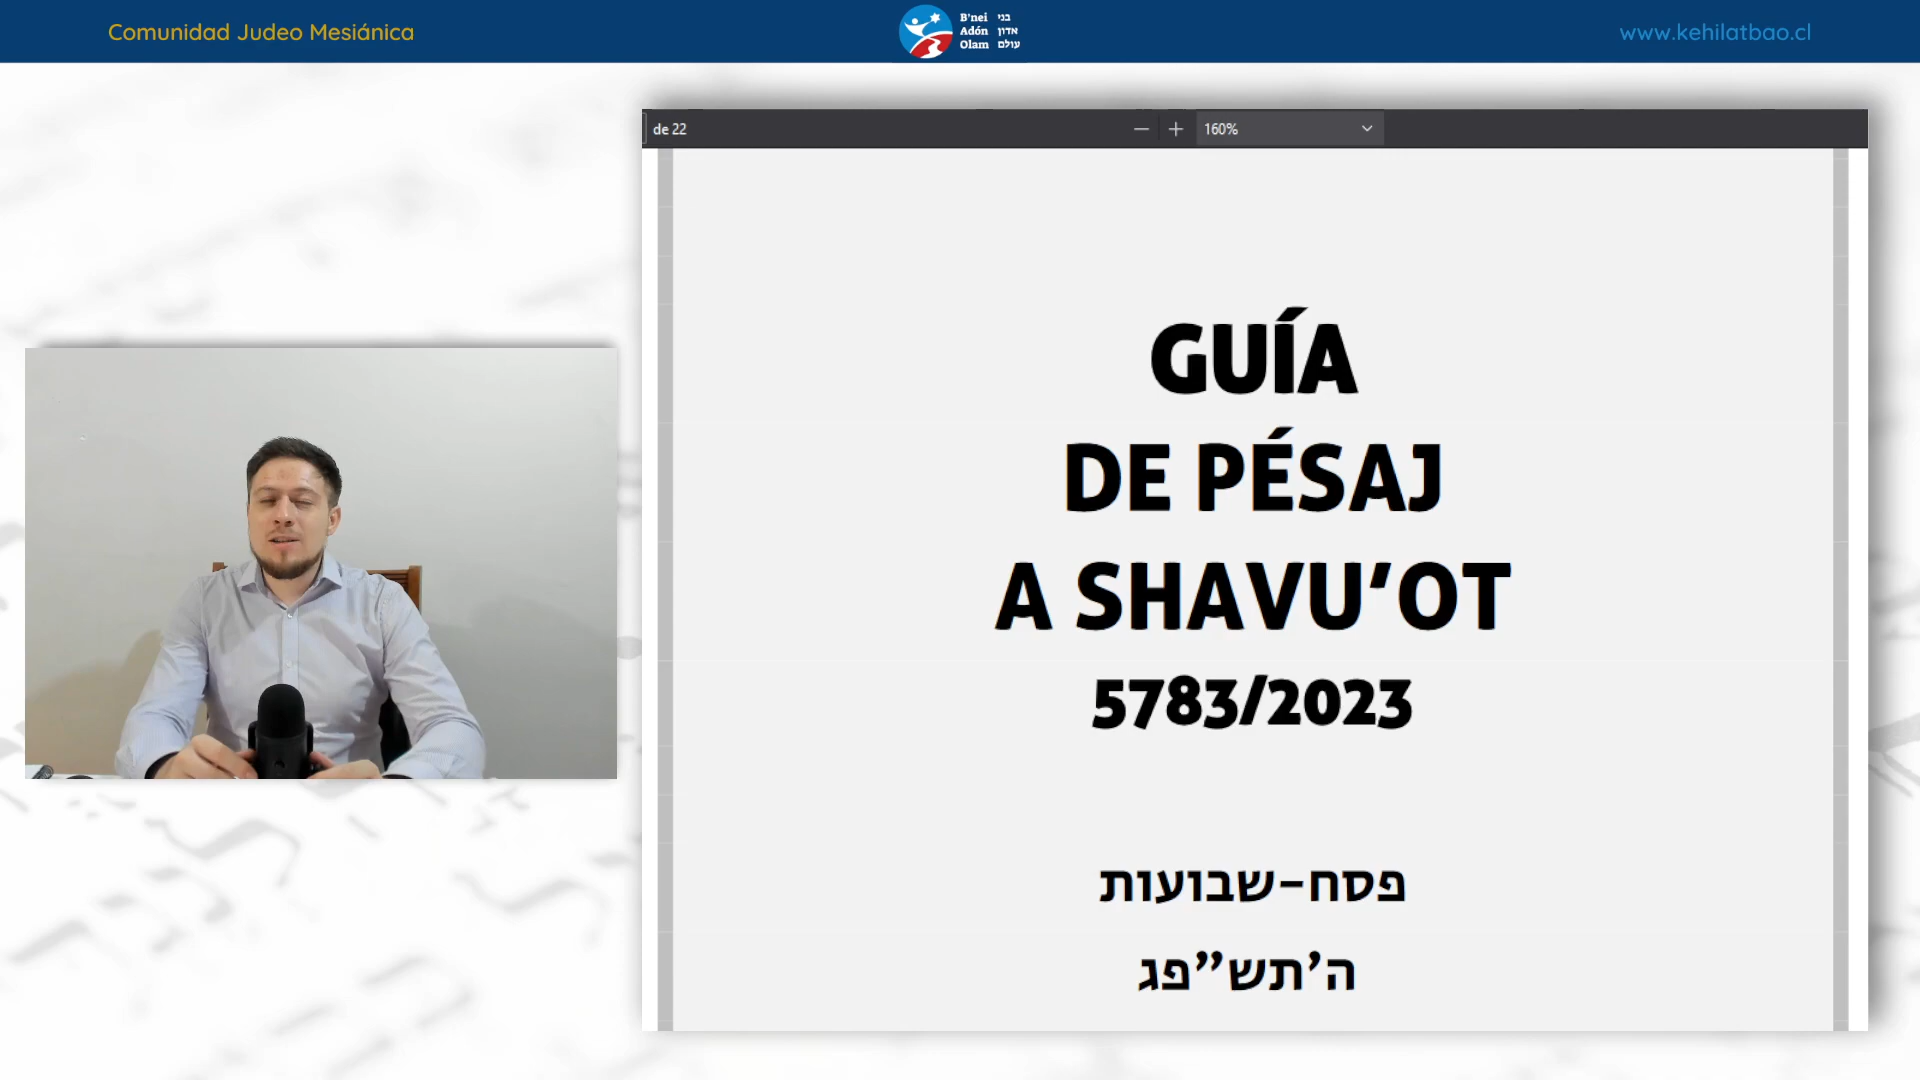 Comunidad Judeo Mesiánica
B'nei בני
Adón אדון
Olam עולם
www.kehilatbao.cl
de 22
160%
GUÍA
DE PÉSAJ
A SHAVU’OT
5783/2023
פסח-שבועות
ה’תש”פג